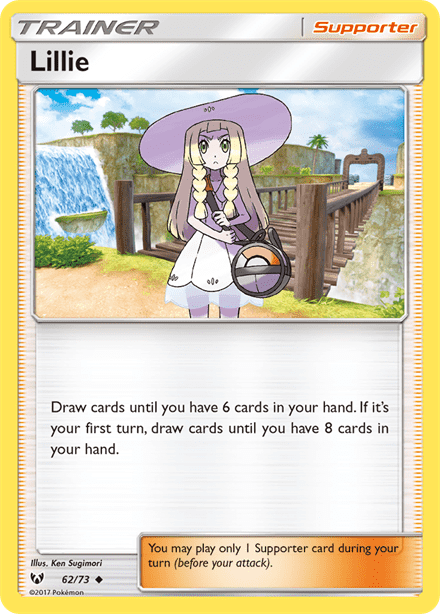 TRAINER
Supporter
Lillie
Draw cards until you have 6 cards in your hand. If it's
your first turn, draw cards until you have 8 cards in
your hand.
Illus. Ken Sugimori
62/73 ◆
©2017 Pokémon
You may play only 1 Supporter card during your
turn (before your attack).